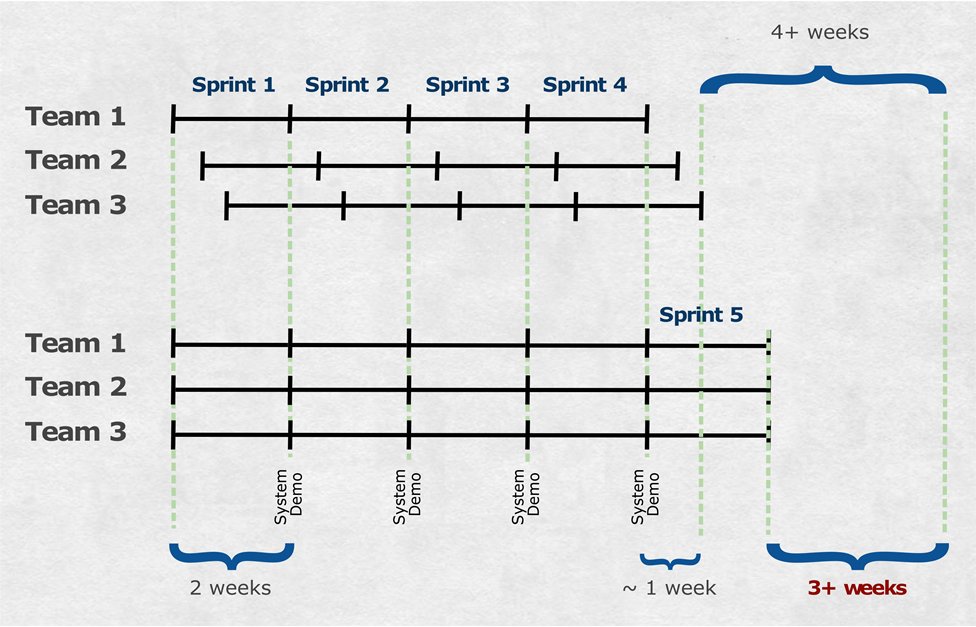 4+ weeks
Sprint 1 Sprint 2 Sprint 3 Sprint 4
Team 1
Team 2
Team 3
Sprint 5
Team 1
Team 2
Team 3
System
Demo
System
Demo
System
Demo
System
Demo
2 weeks ~ 1 week 3+ weeks